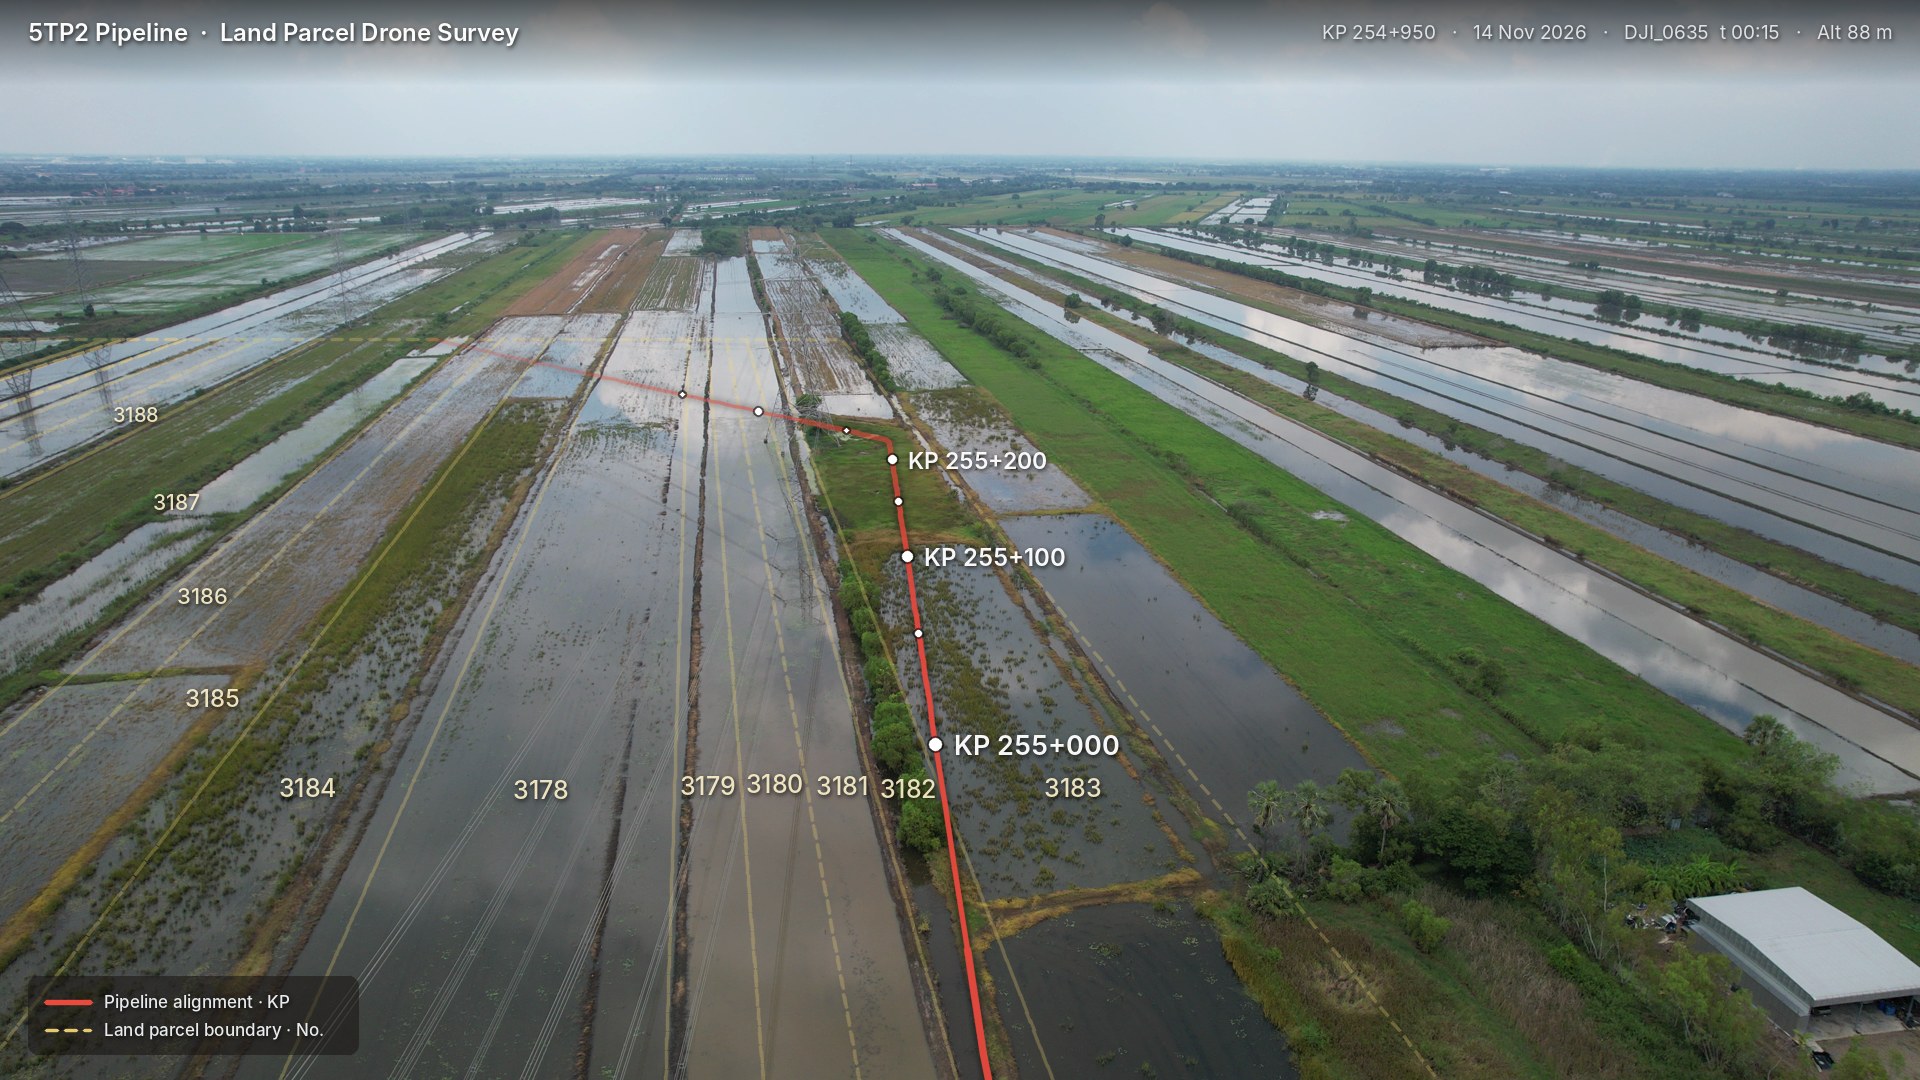 5TP2 Pipeline · Land Parcel Drone Survey
KP 254+950 · 14 Nov 2026 · DJI_0635 t 00:15 · Alt 88 m
3188
KP 255+200
3187
KP 255+100
3186
3185
KP 255+000
3184
3178
3179
3180
3181
3182
3183
Pipeline alignment · KP
Land parcel boundary · No.